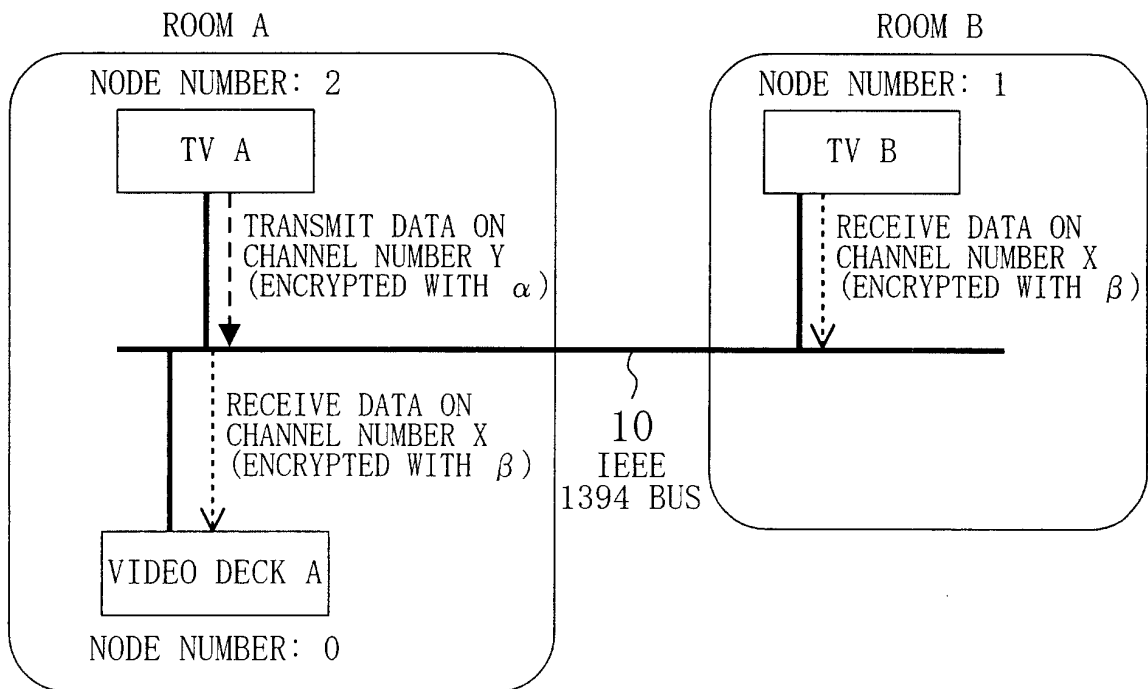 ROOM A
NODE NUMBER: 2
TV A
TRANSMIT DATA ON
CHANNEL NUMBER Y
(ENCRYPTED WITH α)
RECEIVE DATA ON
CHANNEL NUMBER X
(ENCRYPTED WITH β)
VIDEO DECK A
NODE NUMBER: 0
10
IEEE
1394 BUS
ROOM B
NODE NUMBER: 1
TV B
RECEIVE DATA ON
CHANNEL NUMBER X
(ENCRYPTED WITH β)